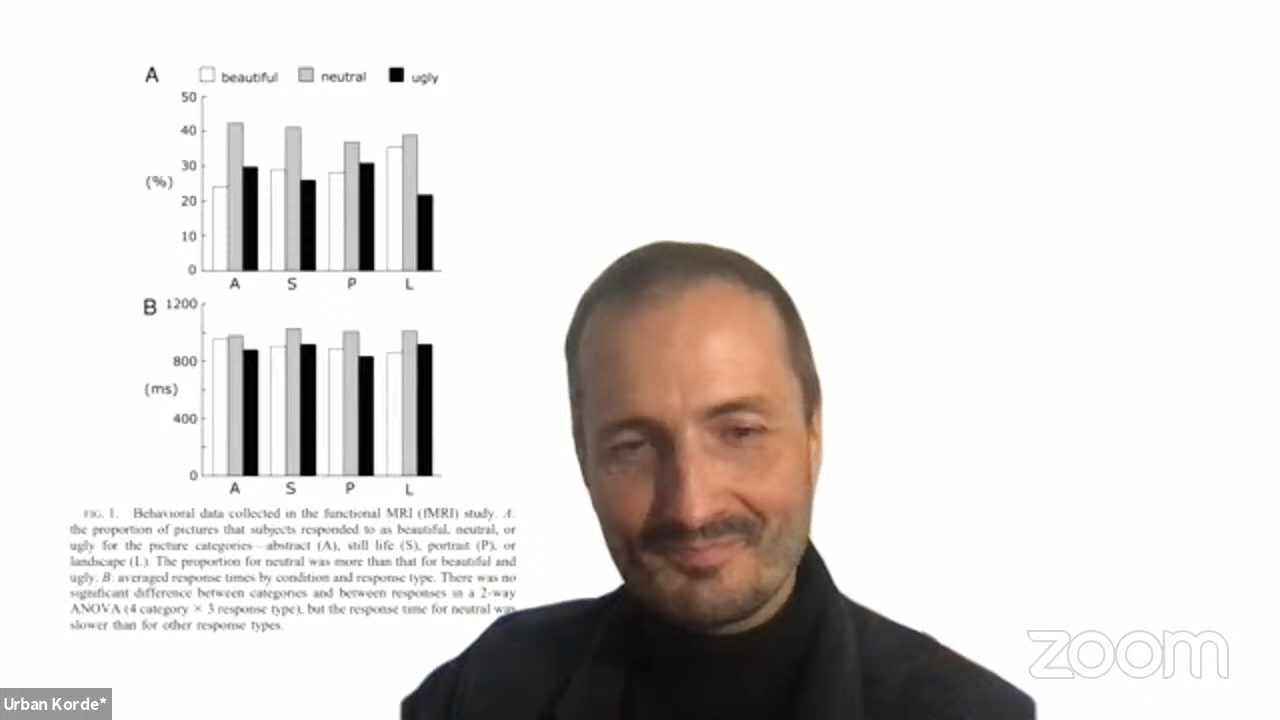 A
beautiful neutral ugly
50
40
30
(%)
20
10
0
A S P L
B
1200
800
(ms)
400
0
A S P L
FIG. 1. Behavioral data collected in the functional MRI (fMRI) study. A:
the proportion of pictures that subjects responded to as beautiful, neutral, or
ugly for the picture categories—abstract (A), still life (S), portrait (P), or
landscape (L). The proportion for neutral was more than that for beautiful and
ugly. B: averaged response times by condition and response type. There was no
significant difference between categories and between responses in a 2-way
ANOVA (4 category × 3 response type), but the response time for neutral was
slower than for other response types.
zoom
Urban Korde*